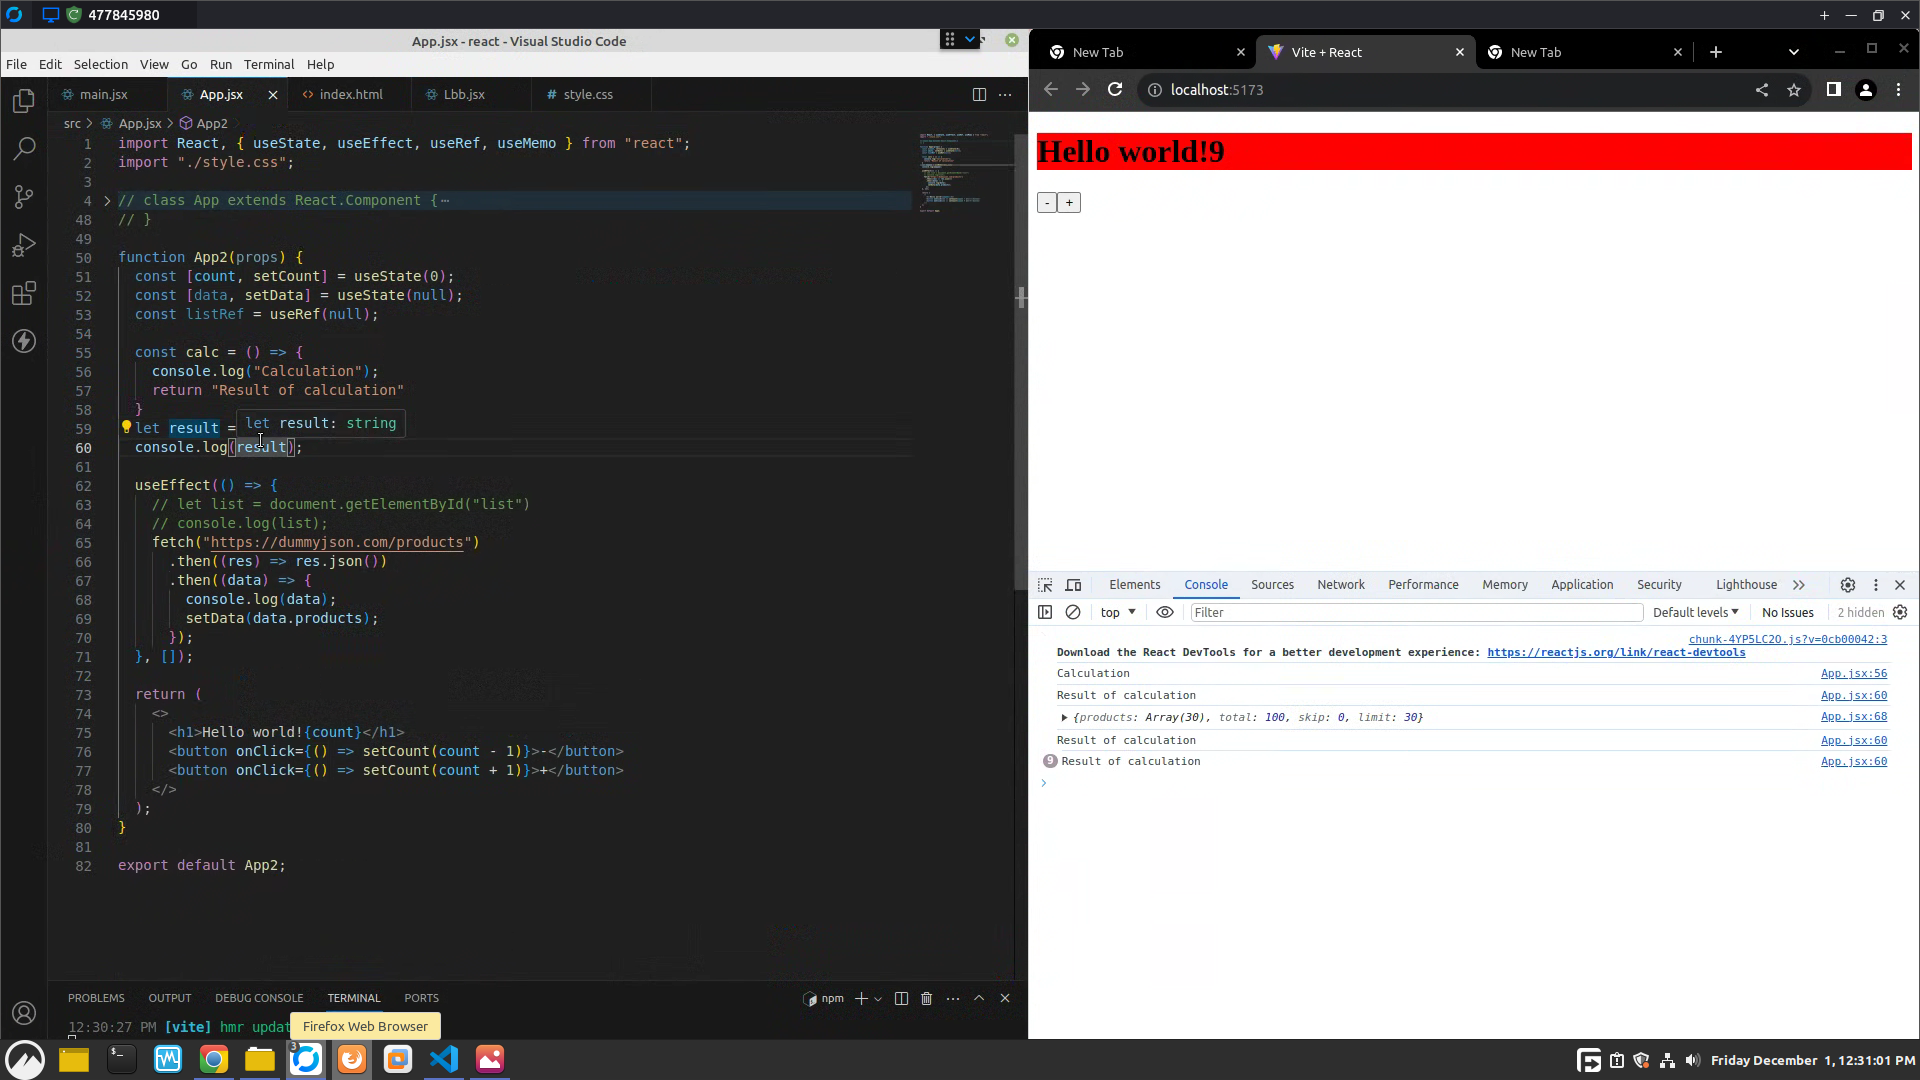 477845980
App.jsx - react - Visual Studio Code
File Edit Selection View Go Run Terminal Help
main.jsx App.jsx index.html Lbb.jsx style.css
src App.jsx App2
1 import React, { useState, useEffect, useRef, useMemo } from "react";
2 import "./style.css";
3
4 // class App extends React.Component {⋯
48 // }
49
50 function App2(props) {
51 const [count, setCount] = useState(0);
52 const [data, setData] = useState(null);
53 const listRef = useRef(null);
54
55 const calc = () => {
56 console.log("Calculation");
57 return "Result of calculation"
58 }
let result: string
59 let result =
60 console.log(result);
61
62 useEffect(() => {
63 // let list = document.getElementById("list")
64 // console.log(list);
65 fetch("https://dummyjson.com/products")
66 .then((res) => res.json())
67 .then((data) => {
68 console.log(data);
69 setData(data.products);
70 });
71 }, []);
72
73 return (
74 <>
75 <h1>Hello world!{count}</h1>
76 <button onClick={() => setCount(count - 1)}>-</button>
77 <button onClick={() => setCount(count + 1)}>+</button>
78 </>
79 );
80 }
81
82 export default App2;
PROBLEMS OUTPUT DEBUG CONSOLE TERMINAL PORTS
npm
12:30:27 PM [vite] hmr updat
Firefox Web Browser
New Tab Vite + React New Tab
localhost:5173
Hello world!9
- +
Elements Console Sources Network Performance Memory Application Security Lighthouse
top Filter Default levels No Issues 2 hidden
chunk-4YP5LC2O.js?v=0cb00042:3
Download the React DevTools for a better development experience: https://reactjs.org/link/react-devtools
Calculation App.jsx:56
Result of calculation App.jsx:60
{products: Array(30), total: 100, skip: 0, limit: 30} App.jsx:68
Result of calculation App.jsx:60
9 Result of calculation App.jsx:60
3
Friday December 1, 12:31:01 PM